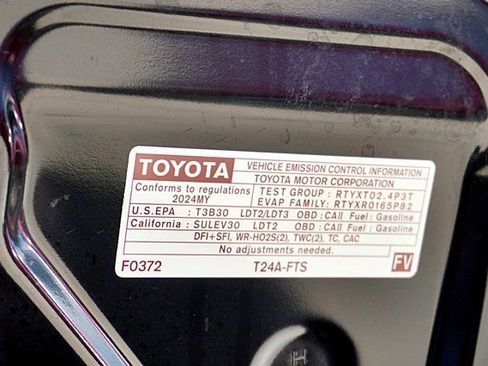 TOYOTA VEHICLE EMISSION CONTROL INFORMATION
TOYOTA MOTOR CORPORATION
Conforms to regulations TEST GROUP : RTYXT02.4P3T
2024MY EVAP FAMILY: RTYXR0165P82
U.S.EPA : T3B30 LDT2/LDT3 OBD : CAII Fuel : Gasoline
California : SULEV30 LDT2 OBD : CAII Fuel : Gasoline
DFI+SFI, WR-HO2S(2), TWC(2), TC, CAC
No adjustments needed.
F0372 T24A-FTS FV
H